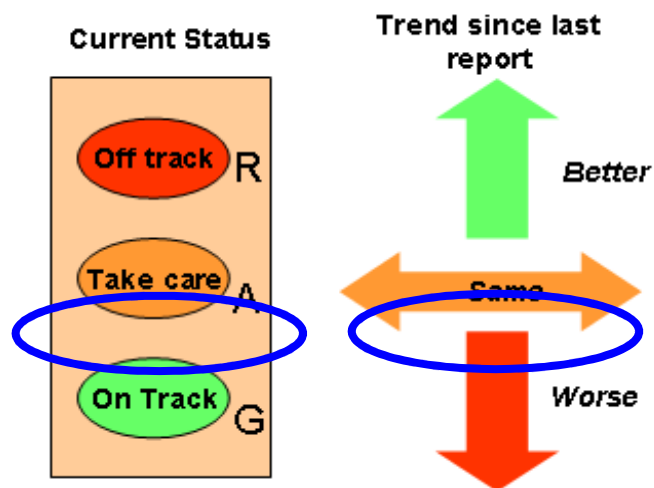 Current Status
Off track R
Take care A
On Track G
Trend since last
report
Better
Same
Worse